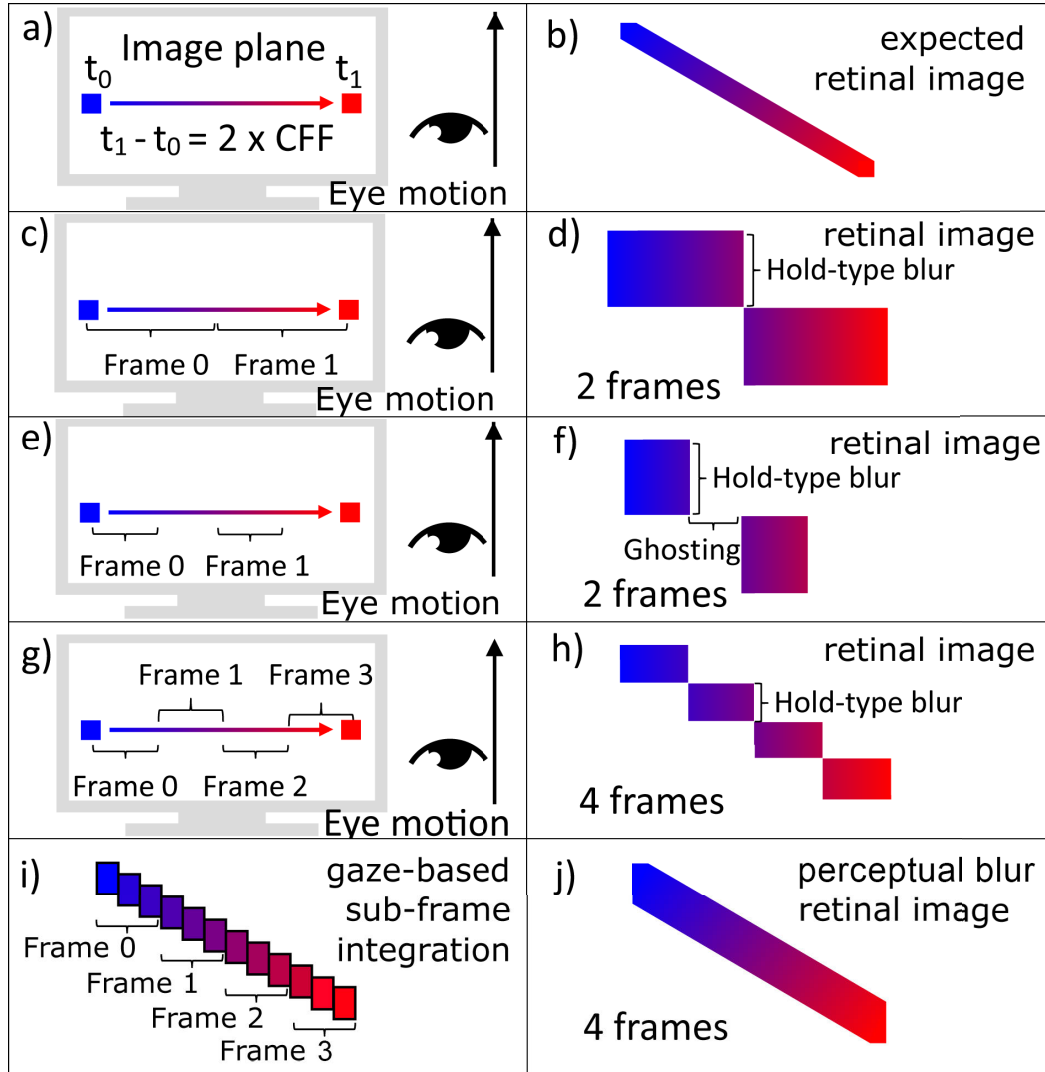 a)
Image plane
t₀
t₁
t₁ - t₀ = 2 x CFF
Eye motion
b)
expected
retinal image
c)
Frame 0
Frame 1
Eye motion
d)
retinal image
Hold-type blur
2 frames
e)
Frame 0
Frame 1
Eye motion
f)
retinal image
Hold-type blur
Ghosting
2 frames
g)
Frame 1
Frame 3
Frame 0
Frame 2
Eye motion
h)
retinal image
Hold-type blur
4 frames
i)
gaze-based
sub-frame
integration
Frame 0
Frame 1
Frame 2
Frame 3
j)
perceptual blur
retinal image
4 frames